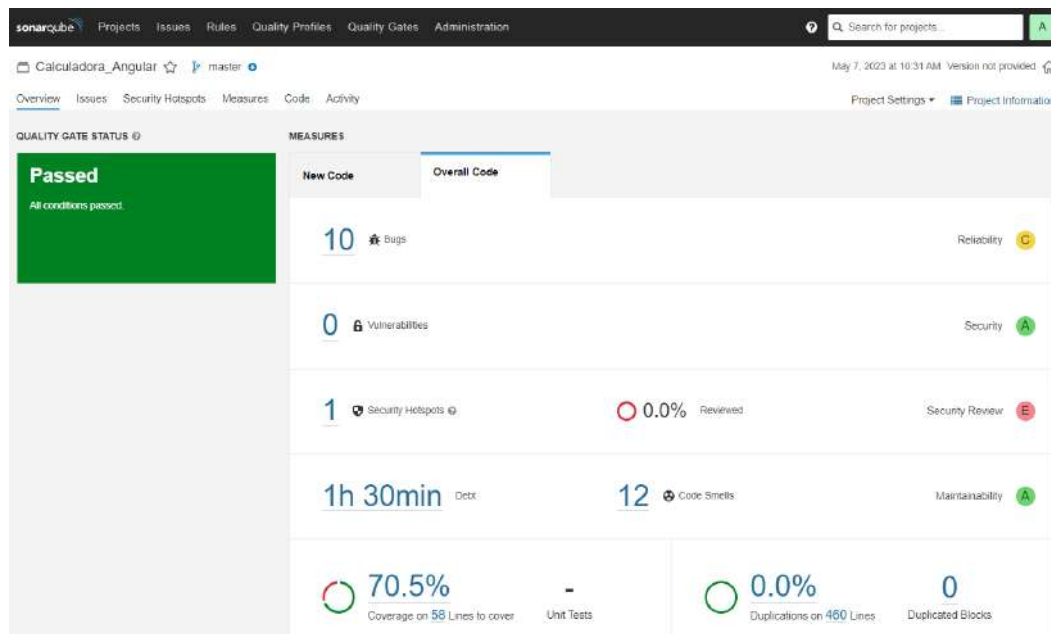 sonarqube Projects Issues Rules Quality Profiles Quality Gates Administration Search for projects... A
Calculadora_Angular master May 7, 2023 at 10:31 AM Version not provided
Overview Issues Security Hotspots Measures Code Activity Project Settings Project Information
QUALITY GATE STATUS MEASURES
Passed
All conditions passed.
New Code Overall Code
10 Bugs Reliability C
0 Vulnerabilities Security A
1 Security Hotspots 0.0% Reviewed Security Review E
1h 30min Debt 12 Code Smells Maintainability A
70.5% - 0.0% 0
Coverage on 58 Lines to cover Unit Tests Duplications on 460 Lines Duplicated Blocks